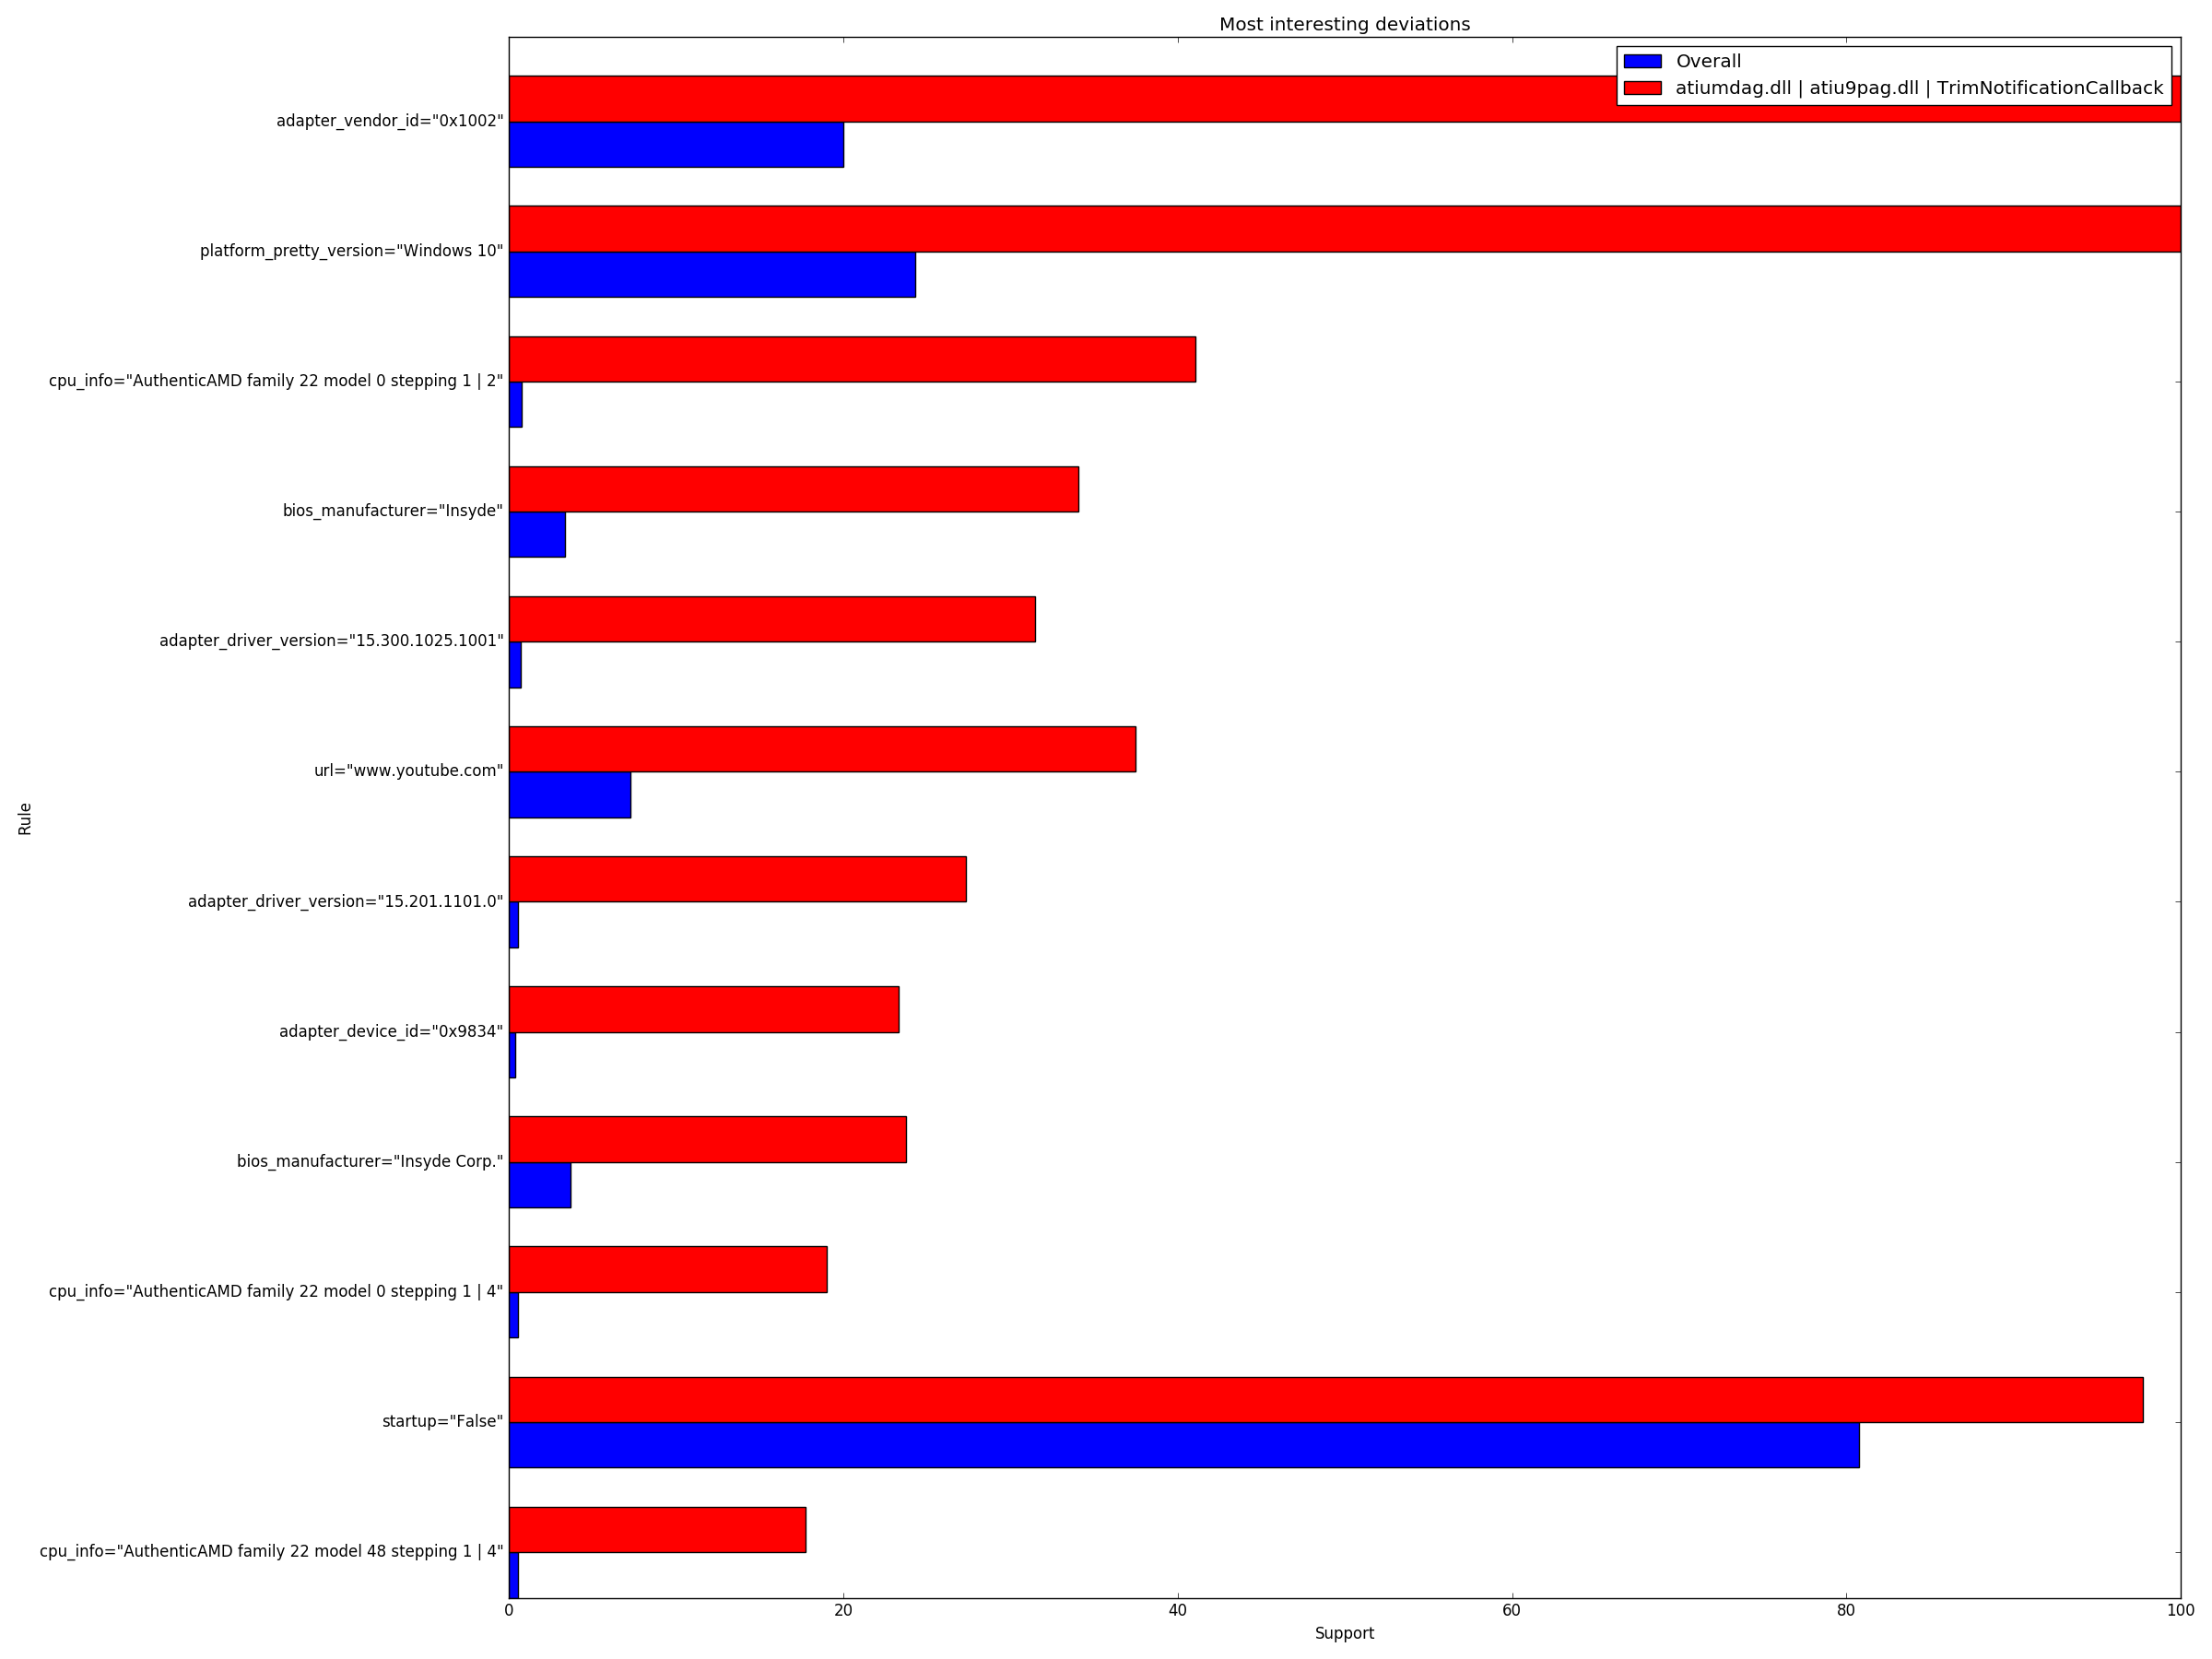 Most interesting deviations
Overall
atiumdag.dll | atiu9pag.dll | TrimNotificationCallback
adapter_vendor_id="0x1002"
platform_pretty_version="Windows 10"
cpu_info="AuthenticAMD family 22 model 0 stepping 1 | 2"
bios_manufacturer="Insyde"
adapter_driver_version="15.300.1025.1001"
url="www.youtube.com"
adapter_driver_version="15.201.1101.0"
adapter_device_id="0x9834"
bios_manufacturer="Insyde Corp."
cpu_info="AuthenticAMD family 22 model 0 stepping 1 | 4"
startup="False"
cpu_info="AuthenticAMD family 22 model 48 stepping 1 | 4"
Rule
0 20 40 60 80 100
Support